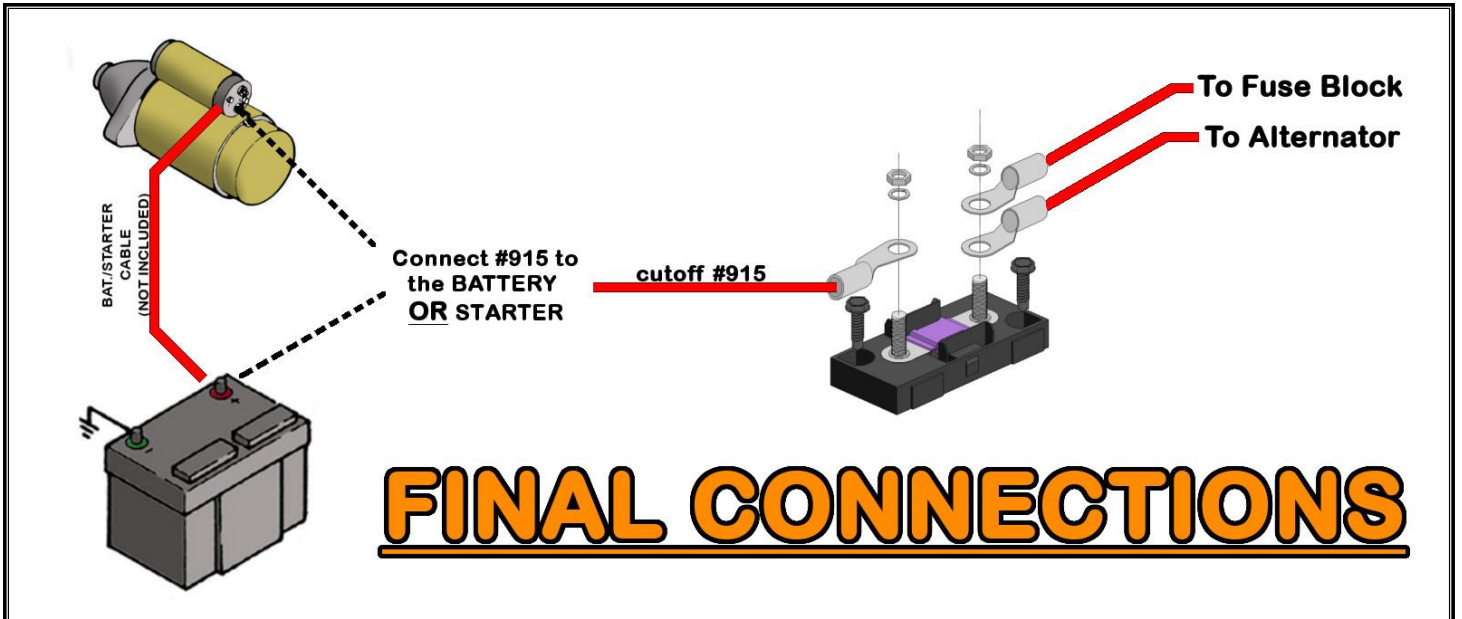 To Fuse Block
To Alternator
BAT./STARTER
CABLE
(NOT INCLUDED)
Connect #915 to
the BATTERY
OR STARTER
cutoff #915
+
-
FINAL CONNECTIONS